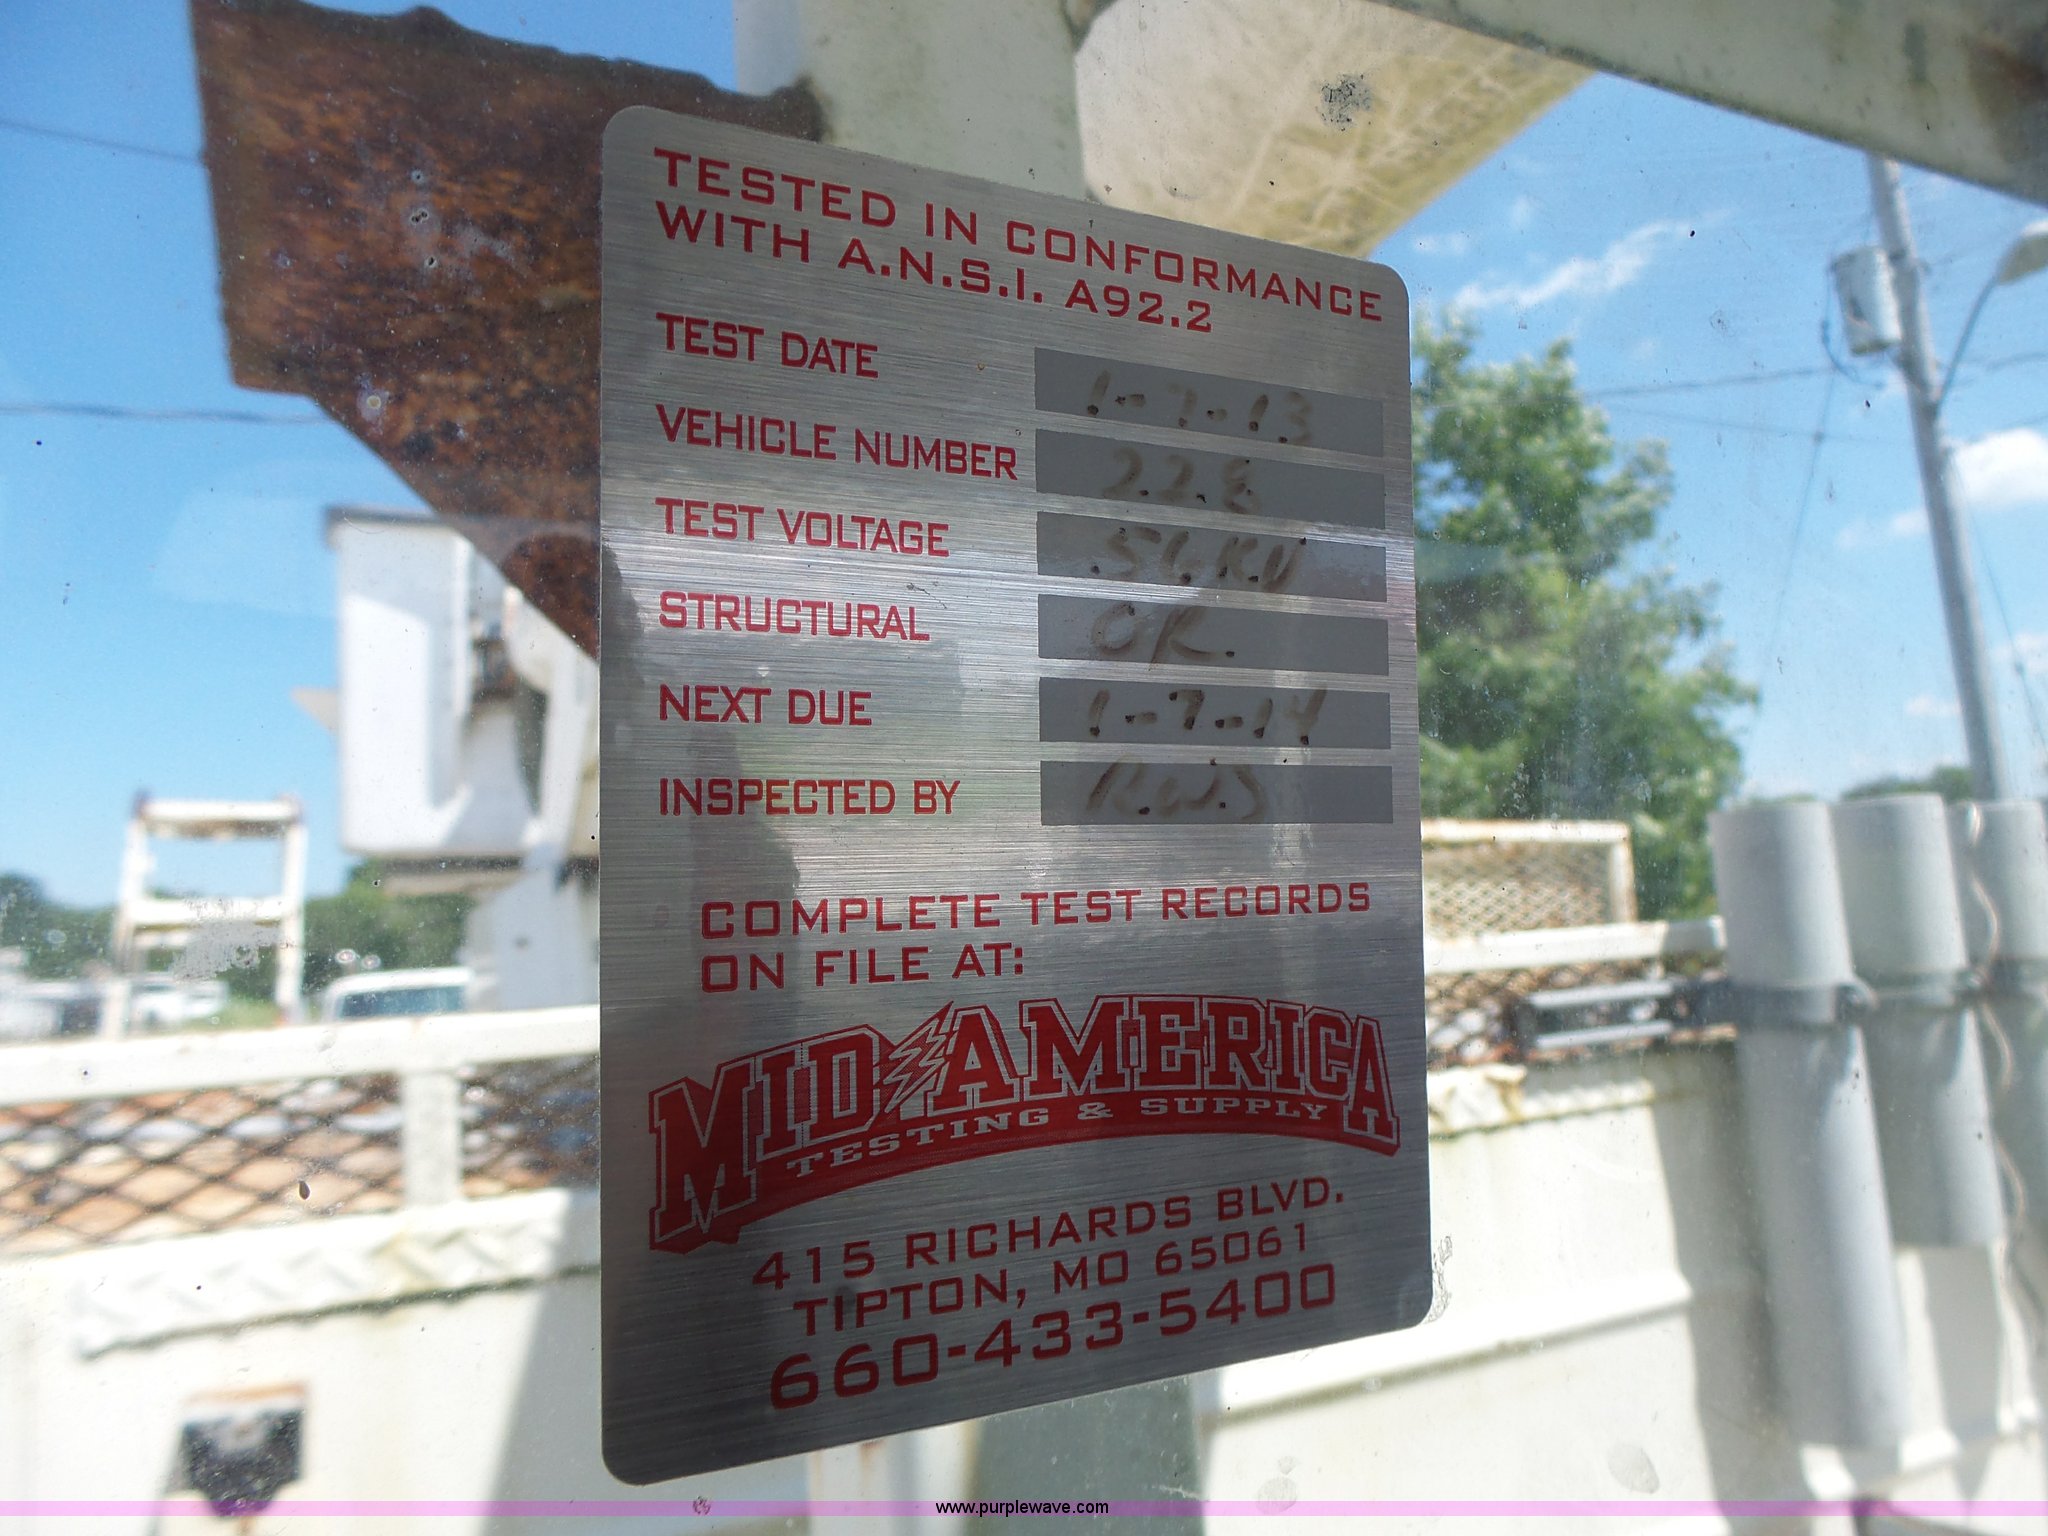 TESTED IN CONFORMANCE
WITH A.N.S.I. A92.2
TEST DATE 1-7-13
VEHICLE NUMBER 228
TEST VOLTAGE
STRUCTURAL OK.
NEXT DUE 1-7-14
INSPECTED BY
COMPLETE TEST RECORDS
ON FILE AT:
MID AMERICA
TESTING & SUPPLY
415 RICHARDS BLVD.
TIPTON, MO 65061
660-433-5400
www.purplewave.com